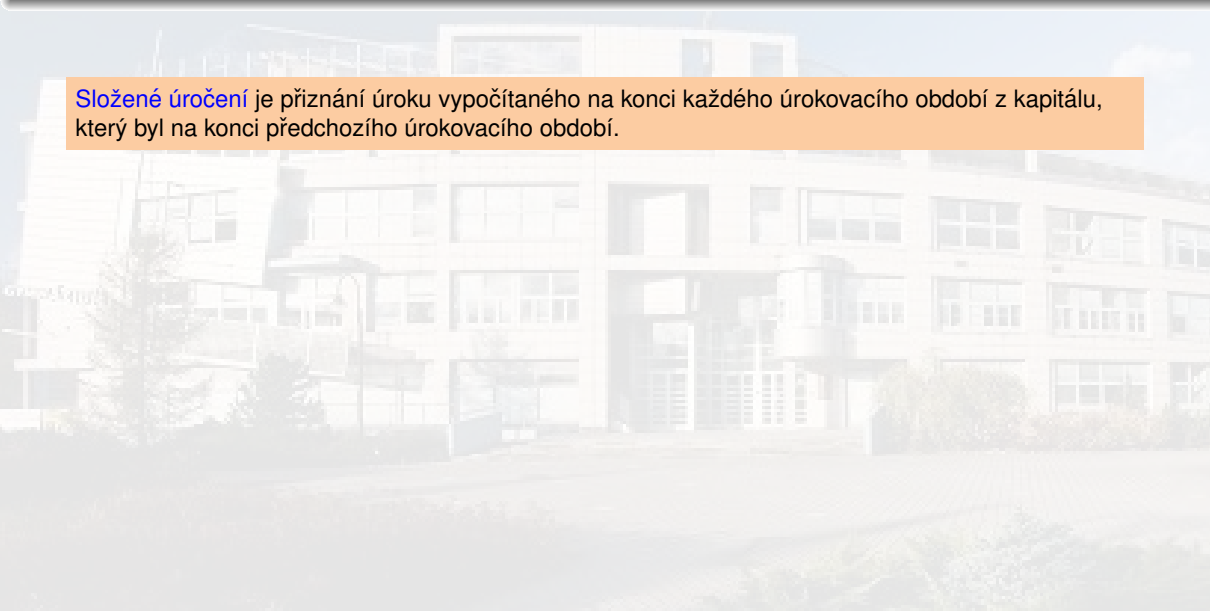 Složené úročení je přiznání úroku vypočítaného na konci každého úrokovacího období z kapitálu,
který byl na konci předchozího úrokovacího období.